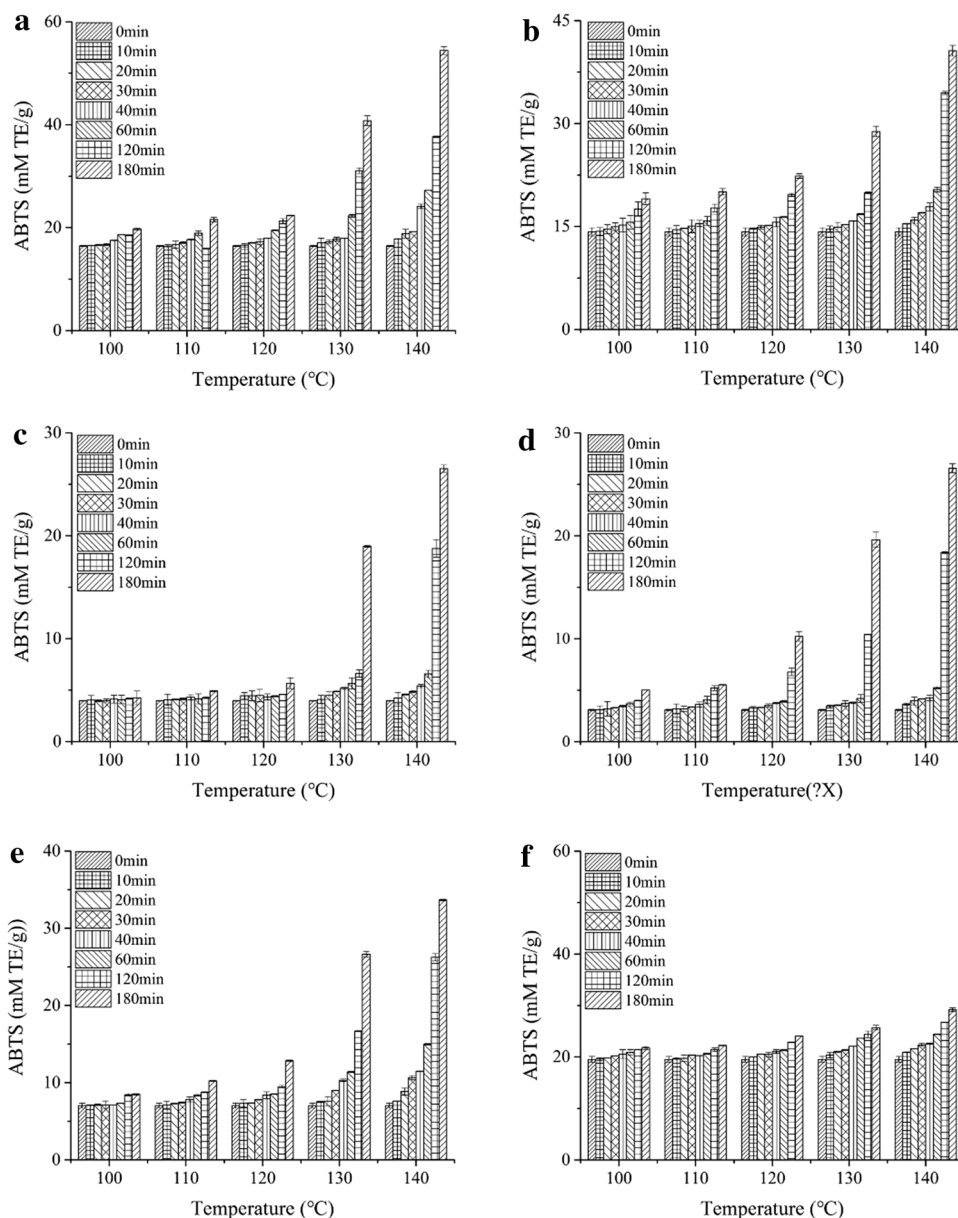 a
60
40
20
0
ABTS (mM TE/g)
0min
10min
20min
30min
40min
60min
120min
180min
100 110 120 130 140
Temperature (℃)
b
45
30
15
0
ABTS (mM TE/g)
0min
10min
20min
30min
40min
60min
120min
180min
100 110 120 130 140
Temperature (℃)
c
30
20
10
0
ABTS (mM TE/g)
0min
10min
20min
30min
40min
60min
120min
180min
100 110 120 130 140
Temperature (℃)
d
30
20
10
0
ABTS (mM TE/g)
0min
10min
20min
30min
40min
60min
120min
180min
100 110 120 130 140
Temperature(?X)
e
40
30
20
10
0
ABTS (mM TE/g))
0min
10min
20min
30min
40min
60min
120min
180min
100 110 120 130 140
Temperature (℃)
f
60
40
20
0
ABTS (mM TE/g)
0min
10min
20min
30min
40min
60min
120min
180min
100 110 120 130 140
Temperature (℃)